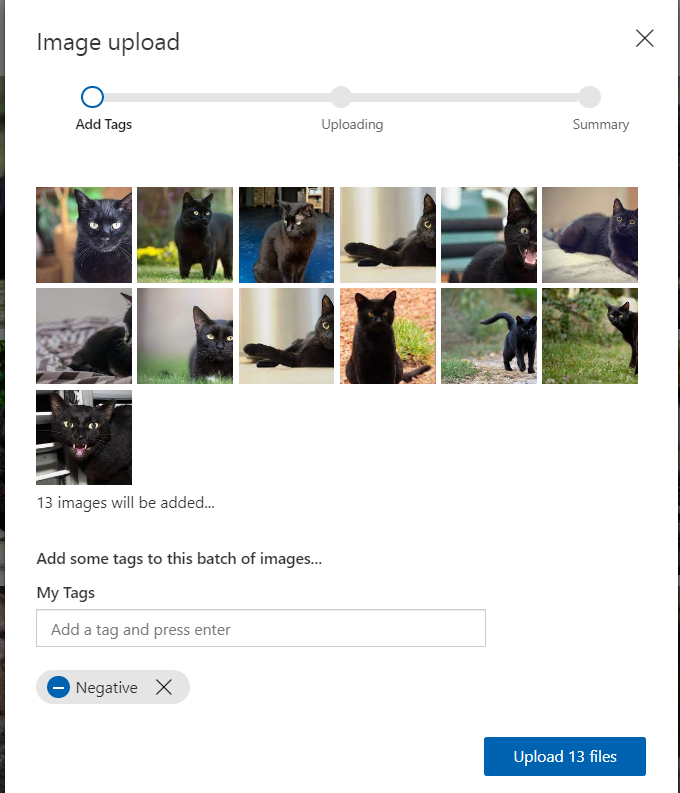 Image upload
Add Tags
Uploading
Summary
13 images will be added...
Add some tags to this batch of images...
My Tags
Add a tag and press enter
Negative
Upload 13 files